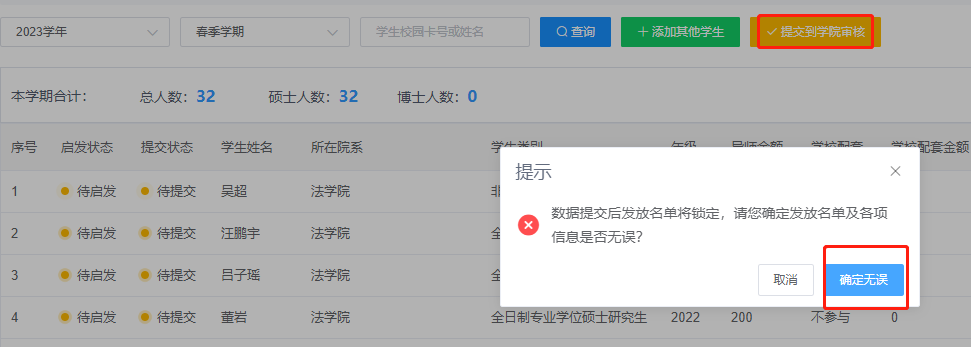 2023学年
春季学期
学生校园卡号或姓名
查询
添加其他学生
提交到学院审核
本学期合计：
总人数：32
硕士人数：32
博士人数：0
序号 启发状态 提交状态 学生姓名 所在院系 学生类别 年级 导师金额 学校配套 学校配套金额
提示
1 待启发 待提交 吴超 法学院 非
数据提交后发放名单将锁定，请您确定发放名单及各项
信息是否无误?
2 待启发 待提交 汪鹏宇 法学院 全
3 待启发 待提交 吕子瑶 法学院 全
取消
确定无误
4 待启发 待提交 董岩 法学院 全日制专业学位硕士研究生 2022 200 不参与 0